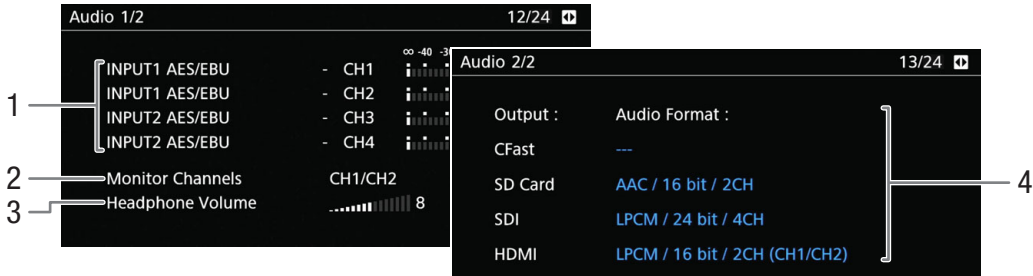 Audio 1/2 12/24
∞ -40 -3
INPUT1 AES/EBU - CH1
INPUT1 AES/EBU - CH2
INPUT2 AES/EBU - CH3
INPUT2 AES/EBU - CH4
1
Monitor Channels CH1/CH2
2
Headphone Volume 8
3
Audio 2/2 13/24
Output : Audio Format :
CFast ---
SD Card AAC / 16 bit / 2CH
SDI LPCM / 24 bit / 4CH
HDMI LPCM / 16 bit / 2CH (CH1/CH2)
4